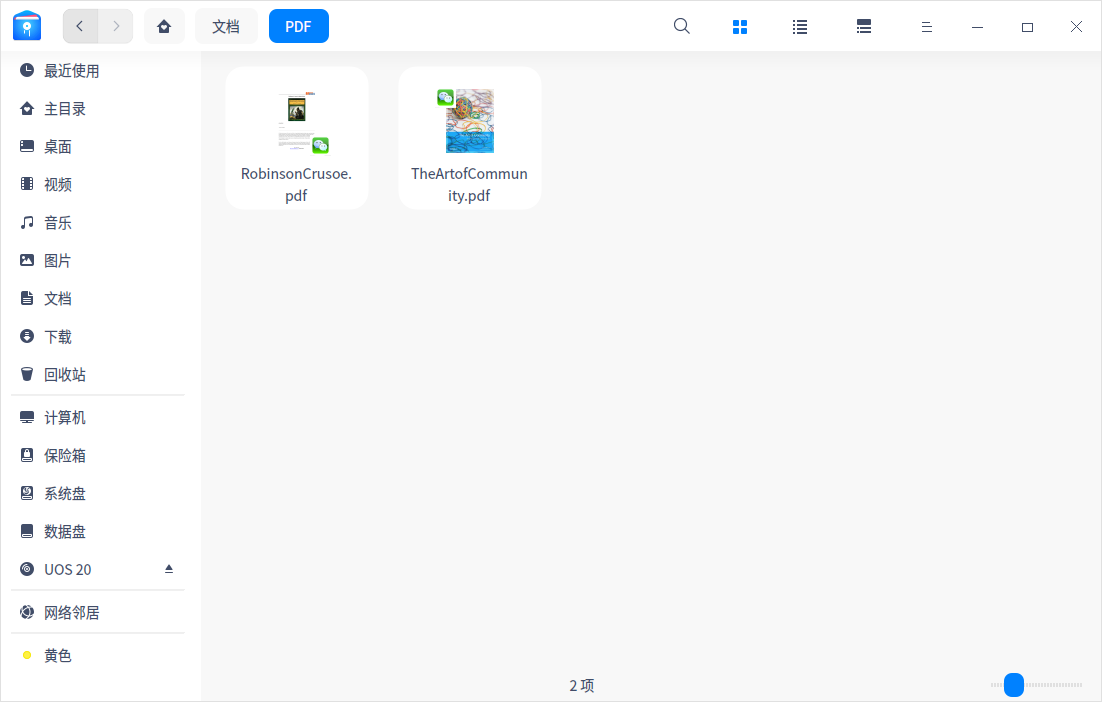 文档
PDF
最近使用
主目录
桌面
视频
音乐
图片
文档
下载
回收站
计算机
保险箱
系统盘
数据盘
UOS 20
网络邻居
黄色
RobinsonCrusoe.
pdf
TheArtofCommun
ity.pdf
2 项